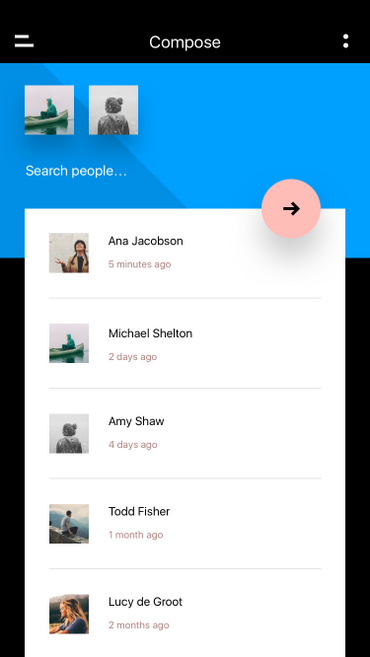 Compose
Search people...
Ana Jacobson
5 minutes ago
Michael Shelton
2 days ago
Amy Shaw
4 days ago
Todd Fisher
1 month ago
Lucy de Groot
2 months ago